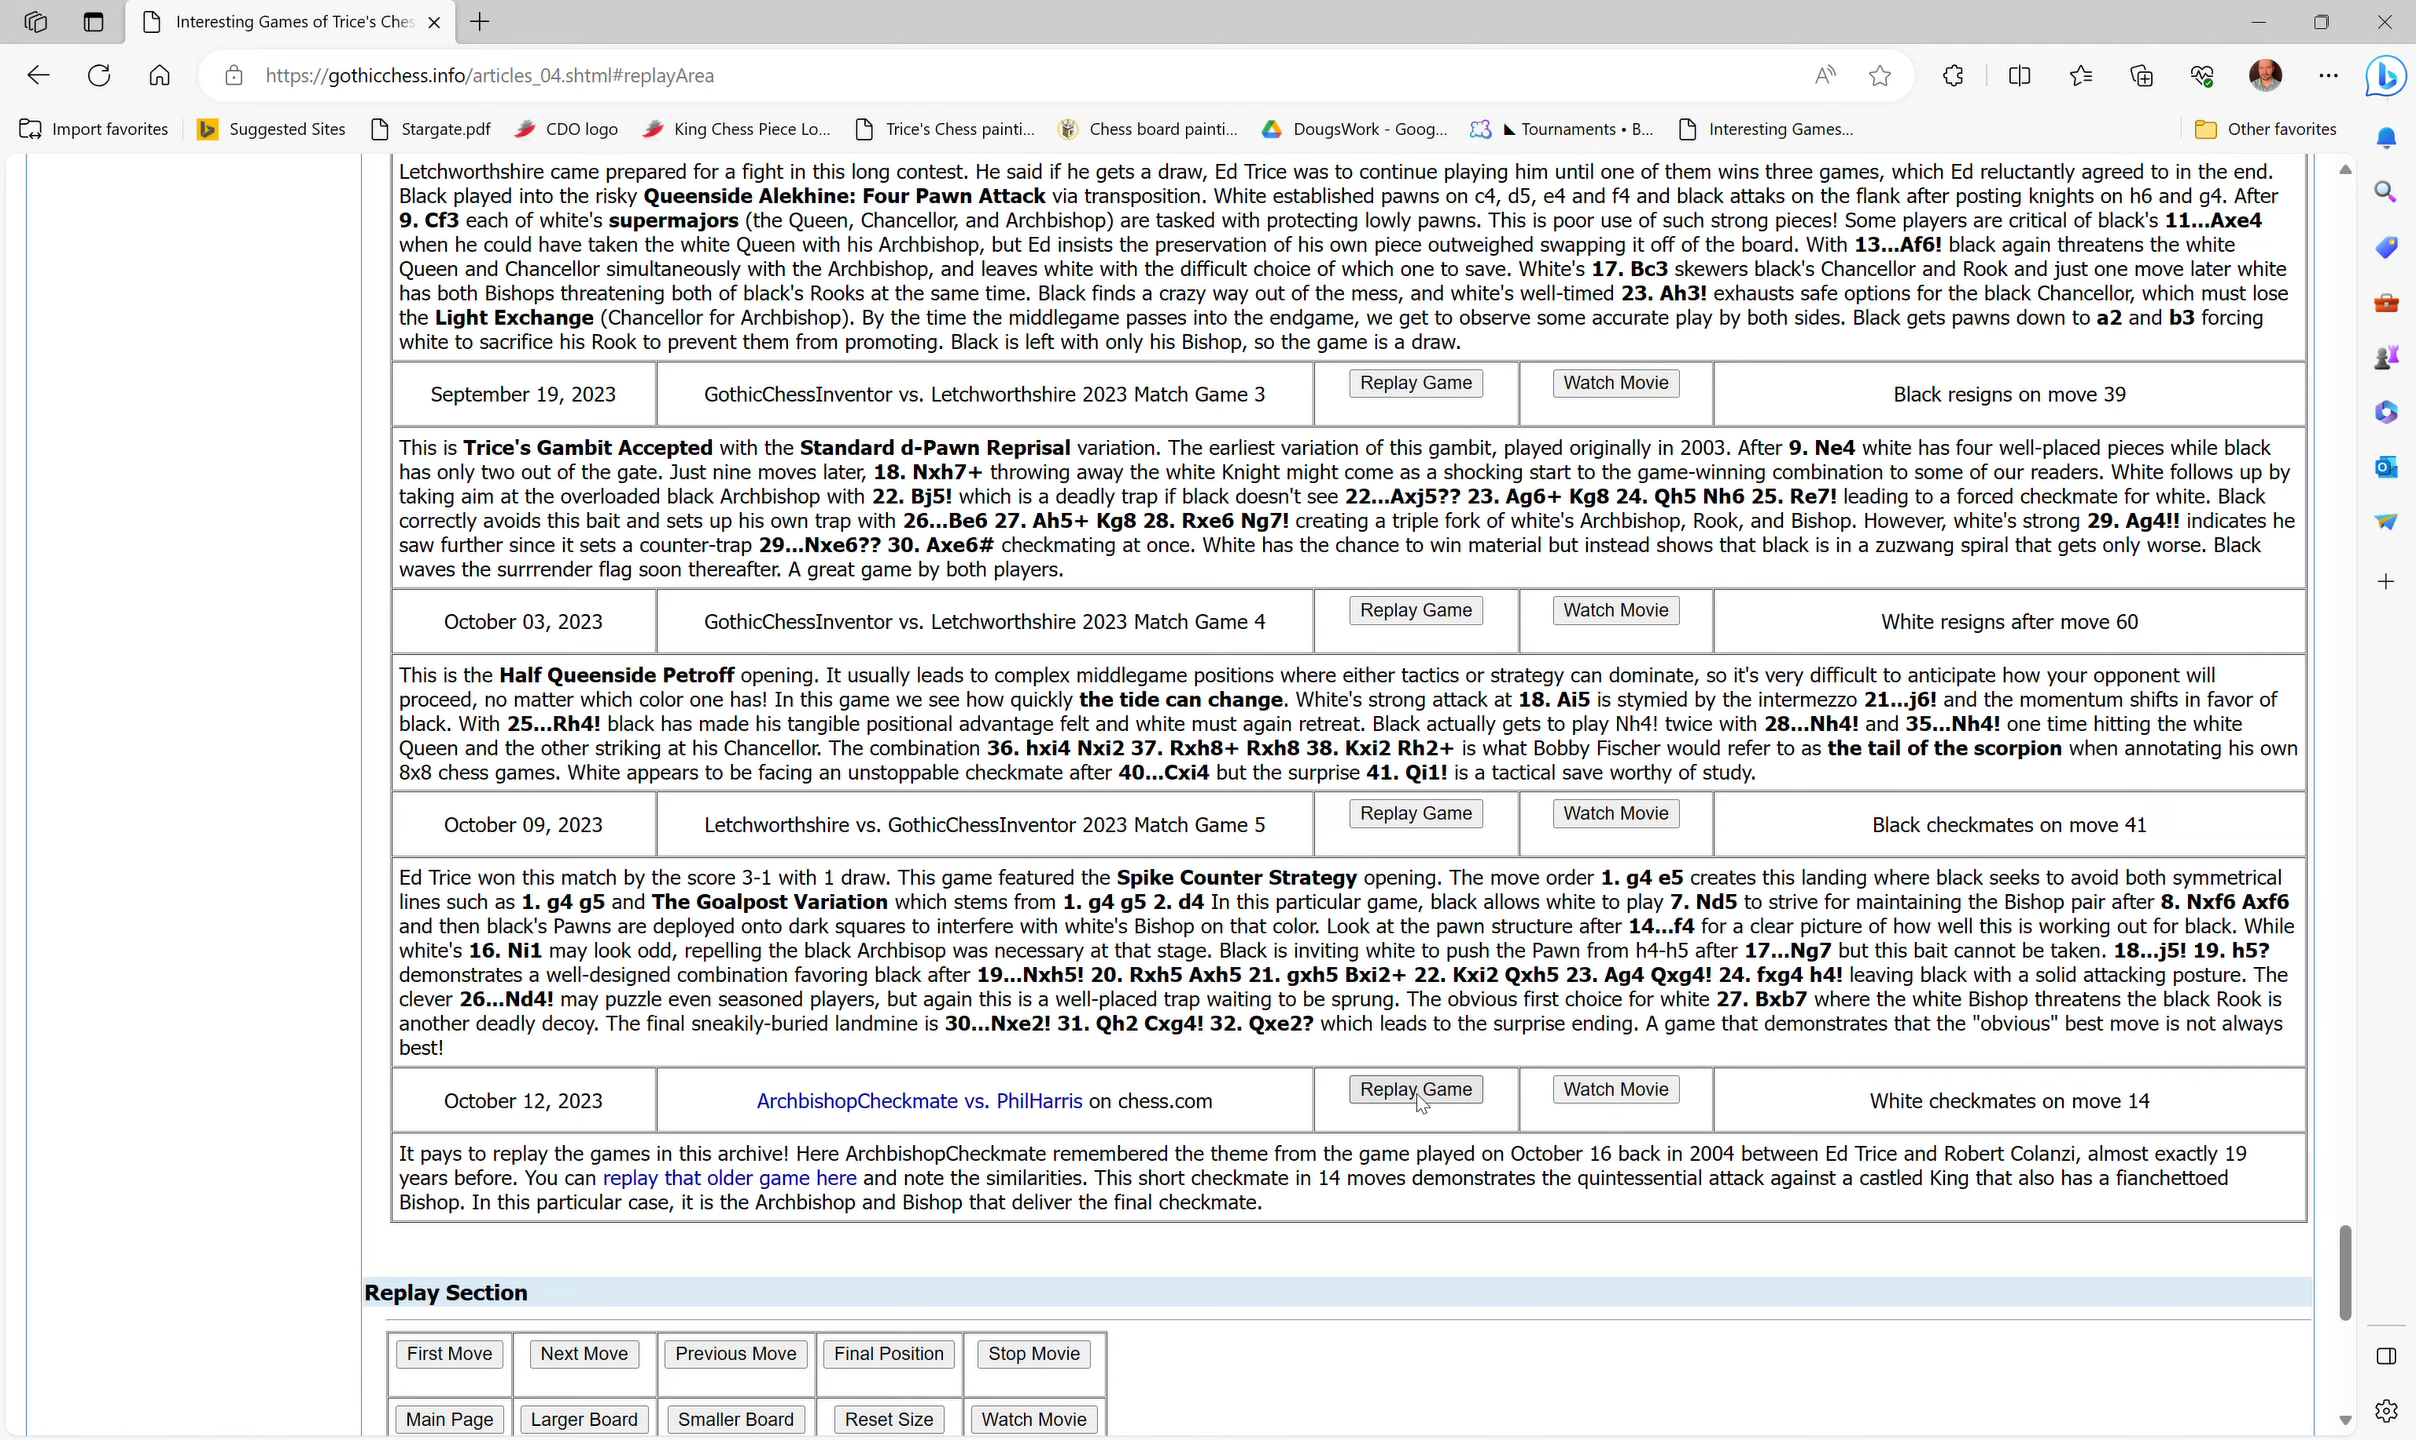 Interesting Games of Trice's Ches
https://gothicchess.info/articles_04.shtml#replayArea
Import favorites
Suggested Sites
Stargate.pdf
CDO logo
King Chess Piece Lo...
Trice's Chess painti...
Chess board painti...
DougsWork - Goog...
Tournaments • B...
Interesting Games...
Other favorites
Letchworthshire came prepared for a fight in this long contest. He said if he gets a draw, Ed Trice was to continue playing him until one of them wins three games, which Ed reluctantly agreed to in the end.
Black played into the risky Queenside Alekhine: Four Pawn Attack via transposition. White established pawns on c4, d5, e4 and f4 and black attaks on the flank after posting knights on h6 and g4. After
9. Cf3 each of white's supermajors (the Queen, Chancellor, and Archbishop) are tasked with protecting lowly pawns. This is poor use of such strong pieces! Some players are critical of black's 11...Axe4
when he could have taken the white Queen with his Archbishop, but Ed insists the preservation of his own piece outweighed swapping it off of the board. With 13...Af6! black again threatens the white
Queen and Chancellor simultaneously with the Archbishop, and leaves white with the difficult choice of which one to save. White's 17. Bc3 skewers black's Chancellor and Rook and just one move later white
has both Bishops threatening both of black's Rooks at the same time. Black finds a crazy way out of the mess, and white's well-timed 23. Ah3! exhausts safe options for the black Chancellor, which must lose
the Light Exchange (Chancellor for Archbishop). By the time the middlegame passes into the endgame, we get to observe some accurate play by both sides. Black gets pawns down to a2 and b3 forcing
white to sacrifice his Rook to prevent them from promoting. Black is left with only his Bishop, so the game is a draw.
September 19, 2023
GothicChessInventor vs. Letchworthshire 2023 Match Game 3
Replay Game
Watch Movie
Black resigns on move 39
This is Trice's Gambit Accepted with the Standard d-Pawn Reprisal variation. The earliest variation of this gambit, played originally in 2003. After 9. Ne4 white has four well-placed pieces while black
has only two out of the gate. Just nine moves later, 18. Nxh7+ throwing away the white Knight might come as a shocking start to the game-winning combination to some of our readers. White follows up by
taking aim at the overloaded black Archbishop with 22. Bj5! which is a deadly trap if black doesn't see 22...Axj5?? 23. Ag6+ Kg8 24. Qh5 Nh6 25. Re7! leading to a forced checkmate for white. Black
correctly avoids this bait and sets up his own trap with 26...Be6 27. Ah5+ Kg8 28. Rxe6 Ng7! creating a triple fork of white's Archbishop, Rook, and Bishop. However, white's strong 29. Ag4!! indicates he
saw further since it sets a counter-trap 29...Nxe6?? 30. Axe6# checkmating at once. White has the chance to win material but instead shows that black is in a zuzwang spiral that gets only worse. Black
waves the surrrender flag soon thereafter. A great game by both players.
October 03, 2023
GothicChessInventor vs. Letchworthshire 2023 Match Game 4
Replay Game
Watch Movie
White resigns after move 60
This is the Half Queenside Petroff opening. It usually leads to complex middlegame positions where either tactics or strategy can dominate, so it's very difficult to anticipate how your opponent will
proceed, no matter which color one has! In this game we see how quickly the tide can change. White's strong attack at 18. Ai5 is stymied by the intermezzo 21...j6! and the momentum shifts in favor of
black. With 25...Rh4! black has made his tangible positional advantage felt and white must again retreat. Black actually gets to play Nh4! twice with 28...Nh4! and 35...Nh4! one time hitting the white
Queen and the other striking at his Chancellor. The combination 36. hxi4 Nxi2 37. Rxh8+ Rxh8 38. Kxi2 Rh2+ is what Bobby Fischer would refer to as the tail of the scorpion when annotating his own
8x8 chess games. White appears to be facing an unstoppable checkmate after 40...Cxi4 but the surprise 41. Qi1! is a tactical save worthy of study.
October 09, 2023
Letchworthshire vs. GothicChessInventor 2023 Match Game 5
Replay Game
Watch Movie
Black checkmates on move 41
Ed Trice won this match by the score 3-1 with 1 draw. This game featured the Spike Counter Strategy opening. The move order 1. g4 e5 creates this landing where black seeks to avoid both symmetrical
lines such as 1. g4 g5 and The Goalpost Variation which stems from 1. g4 g5 2. d4 In this particular game, black allows white to play 7. Nd5 to strive for maintaining the Bishop pair after 8. Nxf6 Axf6
and then black's Pawns are deployed onto dark squares to interfere with white's Bishop on that color. Look at the pawn structure after 14...f4 for a clear picture of how well this is working out for black. While
white's 16. Ni1 may look odd, repelling the black Archbisop was necessary at that stage. Black is inviting white to push the Pawn from h4-h5 after 17...Ng7 but this bait cannot be taken. 18...j5! 19. h5?
demonstrates a well-designed combination favoring black after 19...Nxh5! 20. Rxh5 Axh5 21. gxh5 Bxi2+ 22. Kxi2 Qxh5 23. Ag4 Qxg4! 24. fxg4 h4! leaving black with a solid attacking posture. The
clever 26...Nd4! may puzzle even seasoned players, but again this is a well-placed trap waiting to be sprung. The obvious first choice for white 27. Bxb7 where the white Bishop threatens the black Rook is
another deadly decoy. The final sneakily-buried landmine is 30...Nxe2! 31. Qh2 Cxg4! 32. Qxe2? which leads to the surprise ending. A game that demonstrates that the "obvious" best move is not always
best!
October 12, 2023
ArchbishopCheckmate vs. PhilHarris on chess.com
Replay Game
Watch Movie
White checkmates on move 14
It pays to replay the games in this archive! Here ArchbishopCheckmate remembered the theme from the game played on October 16 back in 2004 between Ed Trice and Robert Colanzi, almost exactly 19
years before. You can replay that older game here and note the similarities. This short checkmate in 14 moves demonstrates the quintessential attack against a castled King that also has a fianchettoed
Bishop. In this particular case, it is the Archbishop and Bishop that deliver the final checkmate.
Replay Section
First Move
Next Move
Previous Move
Final Position
Stop Movie
Main Page
Larger Board
Smaller Board
Reset Size
Watch Movie